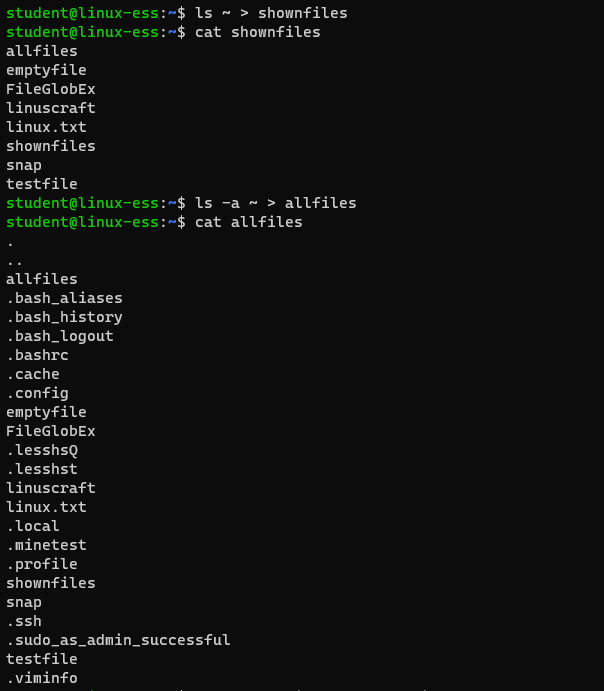 student@linux-ess:~$ ls ~ > shownfiles
student@linux-ess:~$ cat shownfiles
allfiles
emptyfile
FileGlobEx
linuscraft
linux.txt
shownfiles
snap
testfile
student@linux-ess:~$ ls -a ~ > allfiles
student@linux-ess:~$ cat allfiles
.
..
allfiles
.bash_aliases
.bash_history
.bash_logout
.bashrc
.cache
.config
emptyfile
FileGlobEx
.lesshsQ
.lesshst
linuscraft
linux.txt
.local
.minetest
.profile
shownfiles
snap
.ssh
.sudo_as_admin_successful
testfile
.viminfo